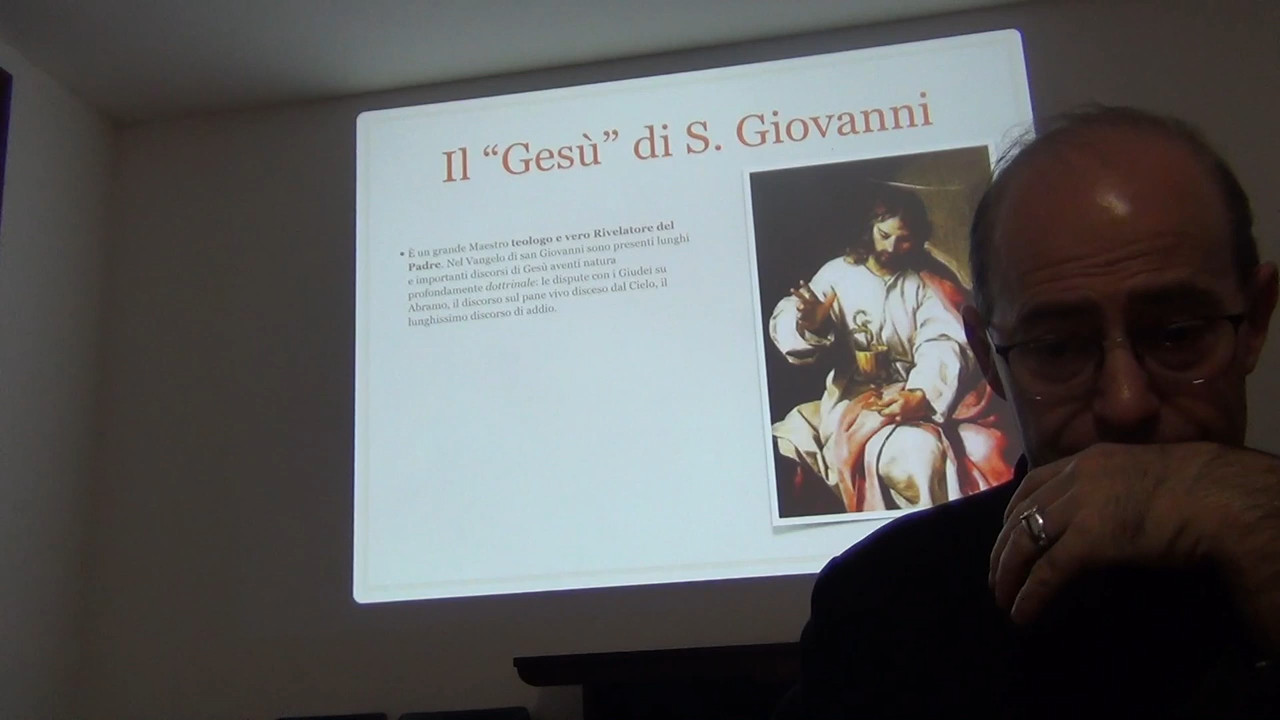 Il “Gesù” di S. Giovanni
• È un grande Maestro teologo e vero Rivelatore del
Padre. Nel Vangelo di san Giovanni sono presenti lunghi
e importanti discorsi di Gesù aventi natura
profondamente dottrinale: le dispute con i Giudei su
Abramo, il discorso sul pane vivo disceso dal Cielo, il
lunghissimo discorso di addio.